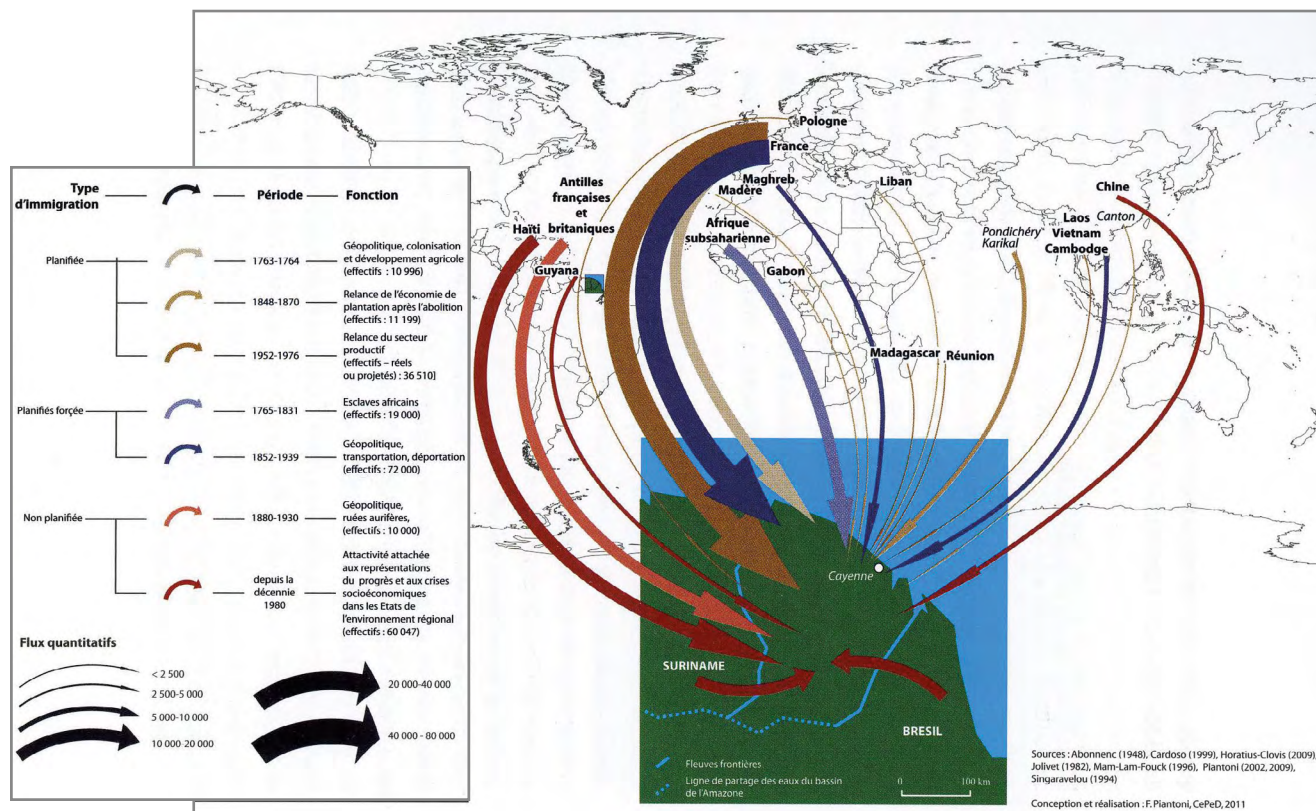 Type
d'Immigration
Période
Fonction
Planifiée
1763-1764
Géopolitique, colonisation
et développement agricole
(effectifs : 10 996)
1848-1870
Relance de l'économie de
plantation après l'abolition
(effectifs : 11 199)
1952-1976
Relance du secteur
productif
(effectifs – réels
ou projetés) : 36 510]
Planifiés forçée
1765-1831
Esclaves africains
(effectifs : 19 000)
1852-1939
Géopolitique,
transportation, déportation
(effectifs : 72 000)
Non planifiée
1880-1930
Géopolitique,
ruées aurifères,
(effectifs : 10 000)
depuis la
décennie
1980
Attactivité attachée
aux représentations
du progrès et aux crises
socioéconomiques
dans les Etats de
l'environnement régional
(effectifs : 60 047)
Flux quantitatifs
< 2 500
2 500-5 000
5 000-10 000
10 000-20 000
20 000-40 000
40 000 - 80 000
Pologne
France
Maghreb
Madère
Liban
Chine
Antilles
françaises
et
britaniques
Haïti
Guyana
Afrique
subsaharienne
Gabon
Pondichéry
Karikal
Laos
Vietnam
Cambodge
Canton
Madagascar
Réunion
Cayenne
SURINAME
BRESIL
Fleuves frontières
Ligne de partage des eaux du bassin
de l'Amazone
0 100 km
Sources : Abonnenc (1948), Cardoso (1999), Horatius-Clovis (2009),
Jolivet (1982), Mam-Lam-Fouck (1996), Piantoni (2002, 2009),
Singaravelou (1994)
Conception et réalisation : F. Piantoni, CePeD, 2011